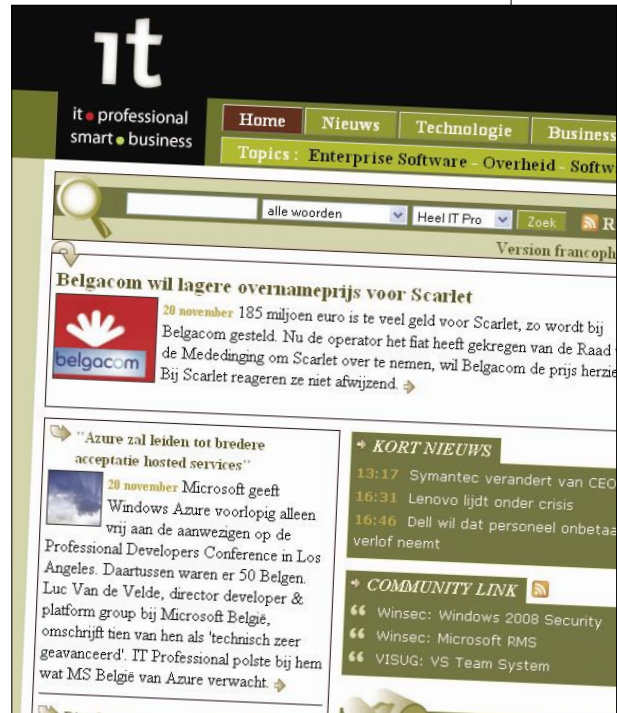 it
it professional
smart business
Home Nieuws Technologie Business
Topics : Enterprise Software - Overheid - Softw
alle woorden Heel IT Pro Zoek R
Version francoph
Belgacom wil lagere overnameprijs voor Scarlet
20 november 185 miljoen euro is te veel geld voor Scarlet, zo wordt bij
Belgacom gesteld. Nu de operator het fiat heeft gekregen van de Raad
de Mededinging om Scarlet over te nemen, wil Belgacom de prijs herzie
Bij Scarlet reageren ze niet afwijzend.
belgacom
"Azure zal leiden tot bredere
acceptatie hosted services"
20 november Microsoft geeft
Windows Azure voorlopig alleen
vrij aan de aanwezigen op de
Professional Developers Conference in Los
Angeles. Daartussen waren er 50 Belgen.
Luc Van de Velde, director developer &
platform group bij Microsoft België,
omschrijft tien van hen als 'technisch zeer
geavanceerd'. IT Professional polste bij hem
wat MS België van Azure verwacht.
KORT NIEUWS
13:17 Symantec verandert van CEO
16:31 Lenovo lijdt onder crisis
16:46 Dell wil dat personeel onbetaa
verlof neemt
COMMUNITY LINK
Winsec: Windows 2008 Security
Winsec: Microsoft RMS
VISUG: VS Team System